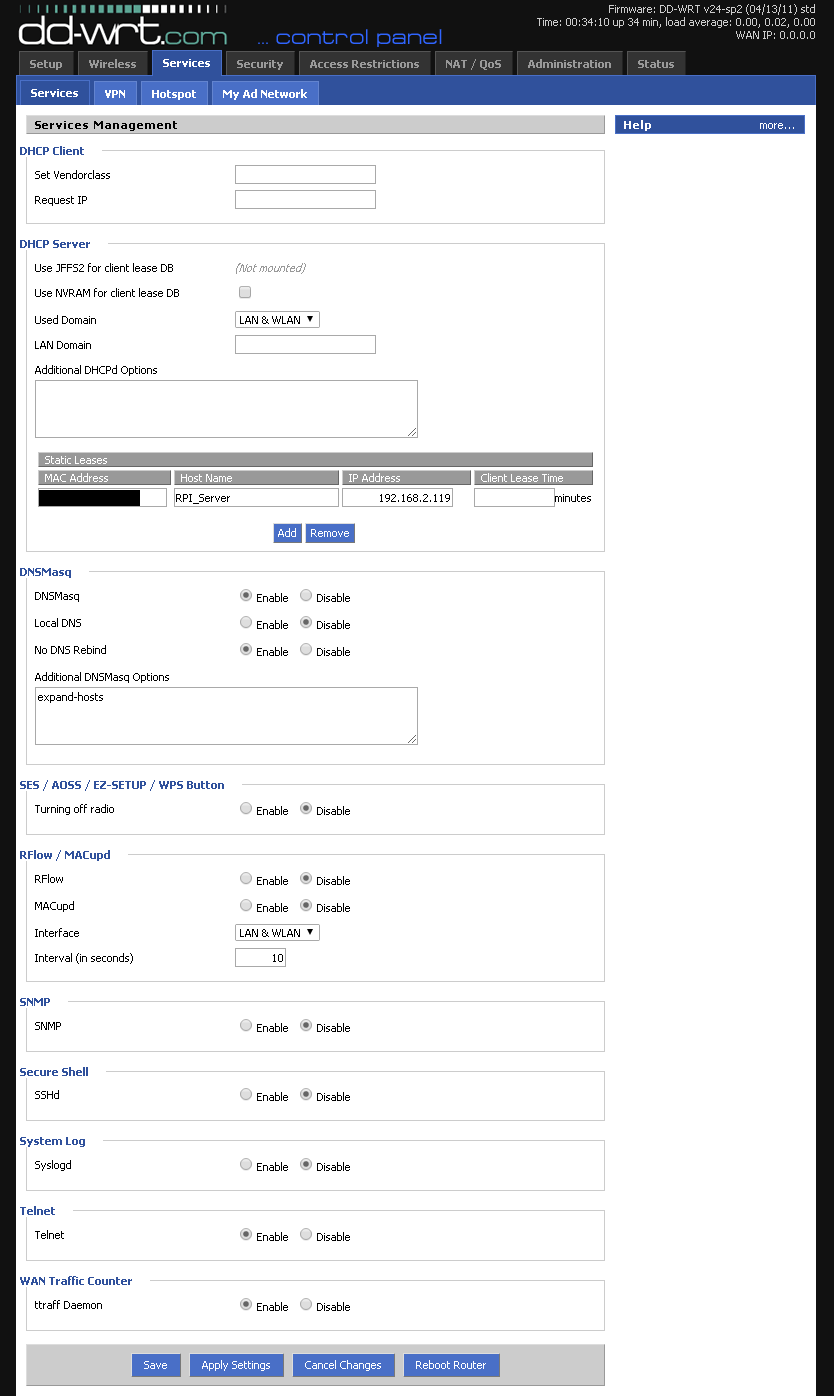 Firmware: DD-WRT v24-sp2 (04/13/11) std
Time: 00:34:10 up 34 min, load average: 0.00, 0.02, 0.00
WAN IP: 0.0.0.0
dd-wrt.com ... control panel
Setup Wireless Services Security Access Restrictions NAT / QoS Administration Status
Services VPN Hotspot My Ad Network
Services Management
Help more...
DHCP Client
Set Vendorclass
Request IP
DHCP Server
Use JFFS2 for client lease DB (Not mounted)
Use NVRAM for client lease DB
Used Domain LAN & WLAN
LAN Domain
Additional DHCPd Options
Static Leases
MAC Address Host Name IP Address Client Lease Time
RPI_Server 192.168.2.119 minutes
Add Remove
DNSMasq
DNSMasq Enable Disable
Local DNS Enable Disable
No DNS Rebind Enable Disable
Additional DNSMasq Options
expand-hosts
SES / AOSS / EZ-SETUP / WPS Button
Turning off radio Enable Disable
RFlow / MACupd
RFlow Enable Disable
MACupd Enable Disable
Interface LAN & WLAN
Interval (in seconds) 10
SNMP
SNMP Enable Disable
Secure Shell
SSHd Enable Disable
System Log
Syslogd Enable Disable
Telnet
Telnet Enable Disable
WAN Traffic Counter
ttraff Daemon Enable Disable
Save Apply Settings Cancel Changes Reboot Router